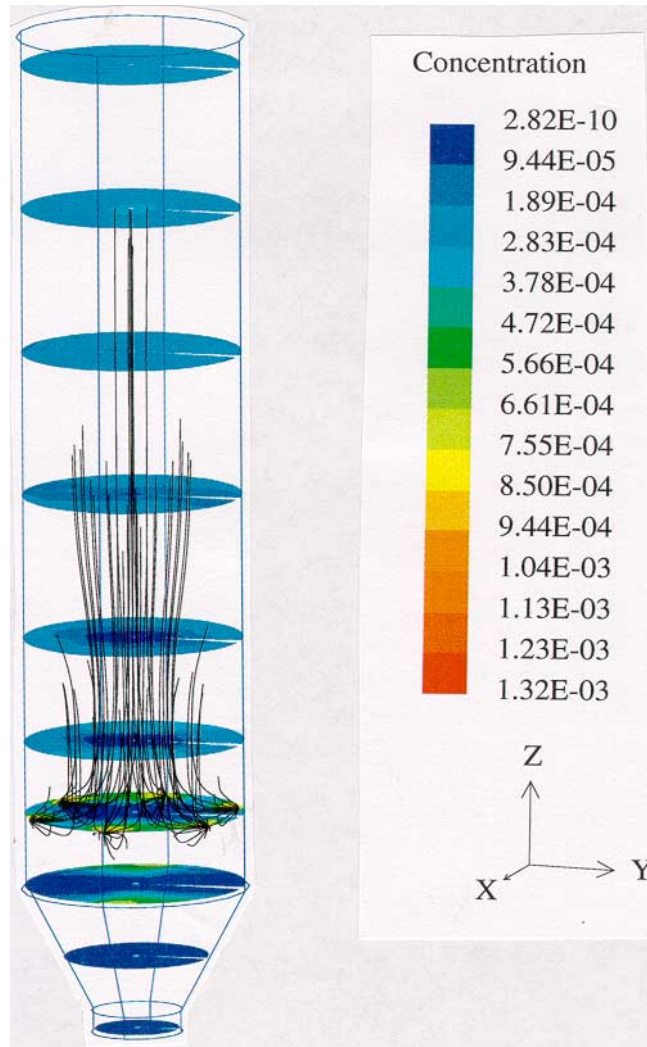 Concentration
2.82E-10
9.44E-05
1.89E-04
2.83E-04
3.78E-04
4.72E-04
5.66E-04
6.61E-04
7.55E-04
8.50E-04
9.44E-04
1.04E-03
1.13E-03
1.23E-03
1.32E-03
Z
X
Y